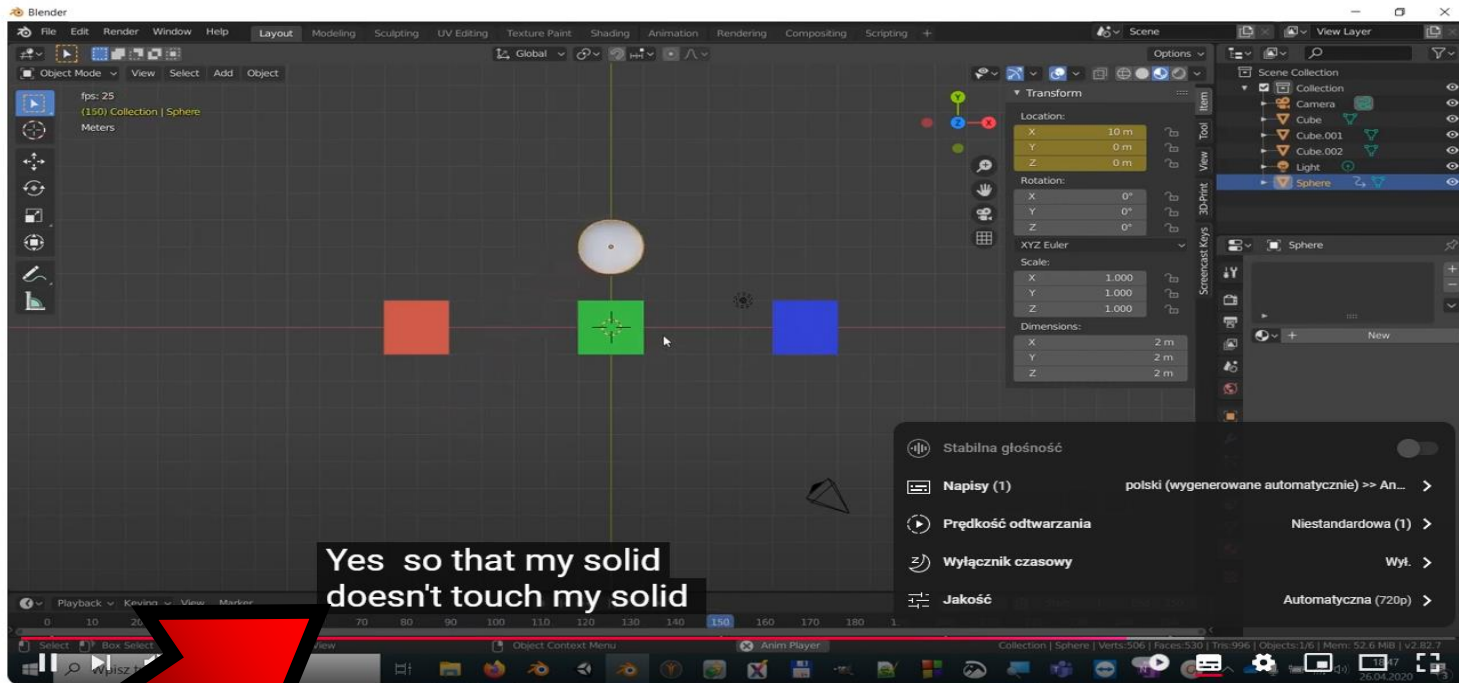 Blender
File Edit Render Window Help Layout Modeling Sculpting UV Editing Texture Paint Shading Animation Rendering Compositing Scripting + Scene View Layer
Global Options
Object Mode View Select Add Object
fps: 25
(150) Collection | Sphere
Meters
Y
Z X
Transform
Location:
X 10 m
Y 0 m
Z 0 m
Rotation:
X 0°
Y 0°
Z 0°
XYZ Euler
Scale:
X 1.000
Y 1.000
Z 1.000
Dimensions:
X 2 m
Y 2 m
Z 2 m
Item
Tool
View
3D-Print
Screencast Keys
Scene Collection
Collection
Camera
Cube
Cube.001
Cube.002
Light
Sphere
Sphere
+ New
Stabilna głośność
Napisy (1) polski (wygenerowane automatycznie) >> An...
Prędkość odtwarzania Niestandardowa (1)
Wyłącznik czasowy Wył.
Jakość Automatyczna (720p)
Yes so that my solid
doesn't touch my solid
Playback Keying View Marker
0 10 20 70 80 90 100 110 120 130 140 150 160 170 180
Select Box Select View Object Context Menu Anim Player Collection | Sphere | Verts:506 | Faces:530 | Tris:996 | Objects:1/6 | Mem: 52.6 MiB | v2.82.7
Wpisz 18:47
26.04.2020